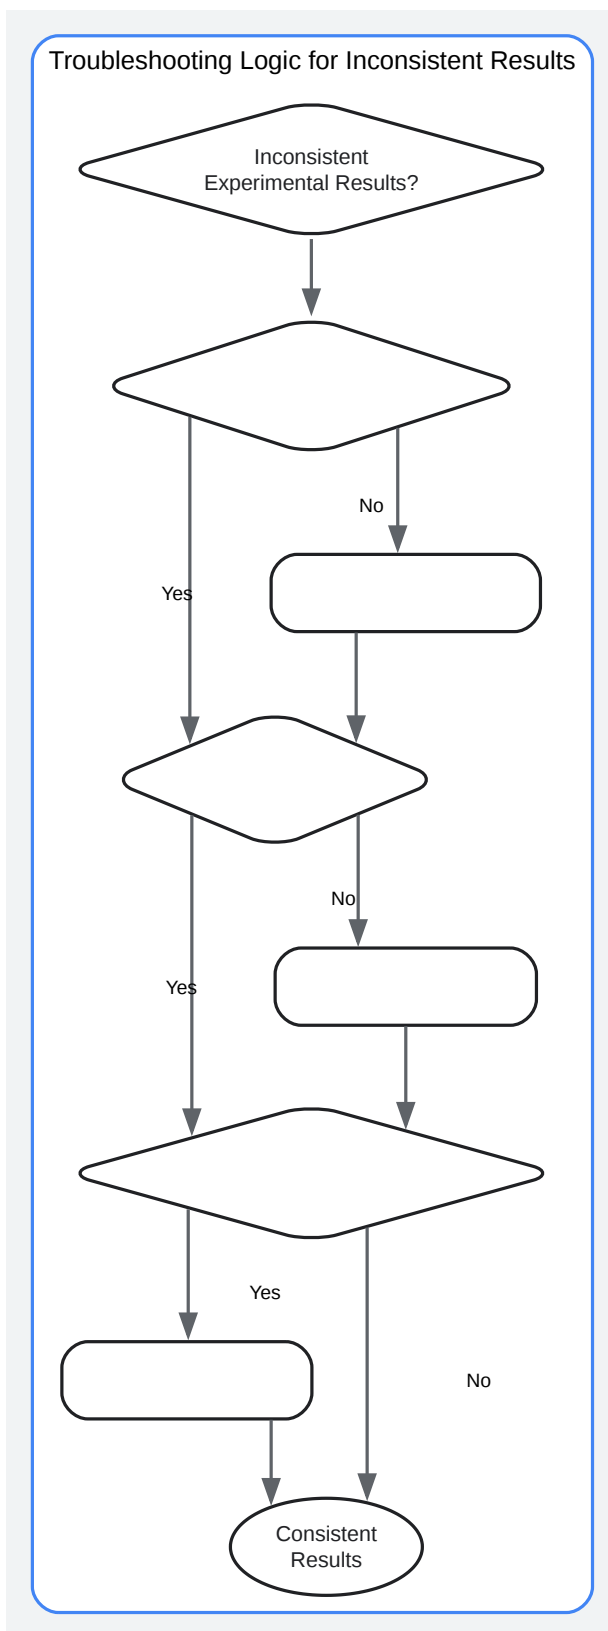 Troubleshooting Logic for Inconsistent Results
Inconsistent
Experimental Results?
No
Yes
No
Yes
Yes
No
Consistent
Results